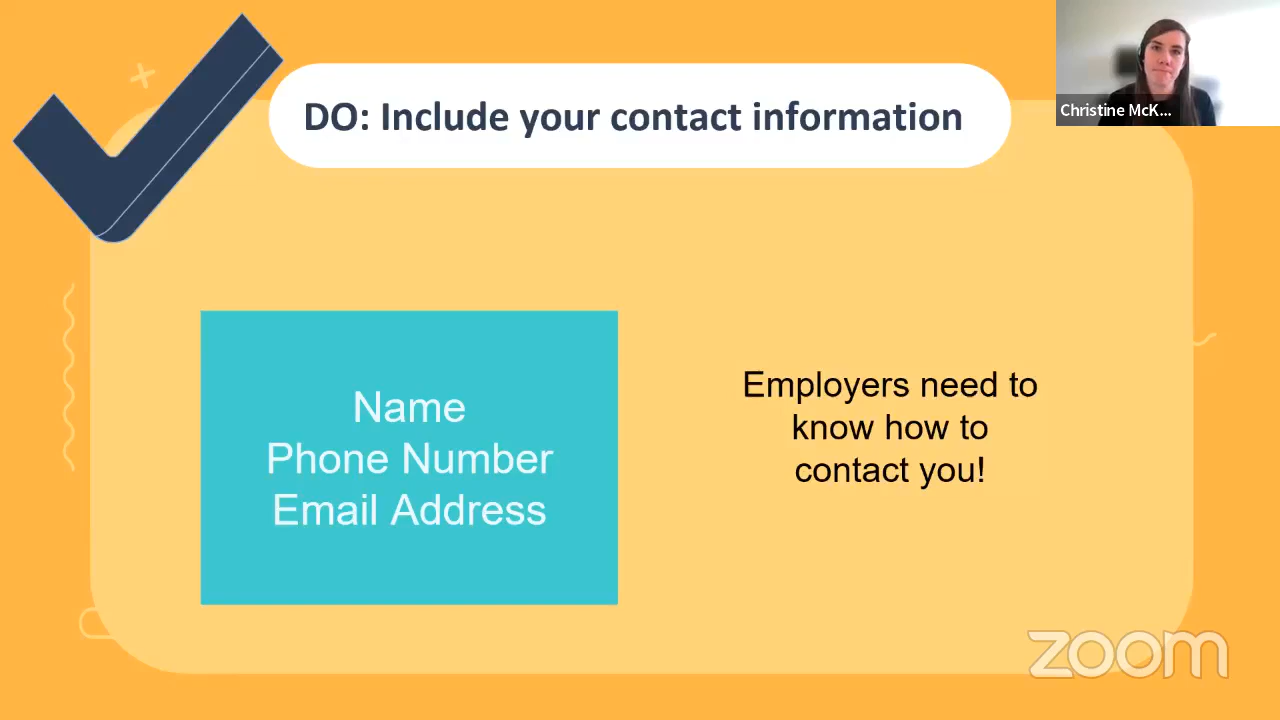 DO: Include your contact information
Christine McK...
Name
Phone Number
Email Address
Employers need to
know how to
contact you!
zoom